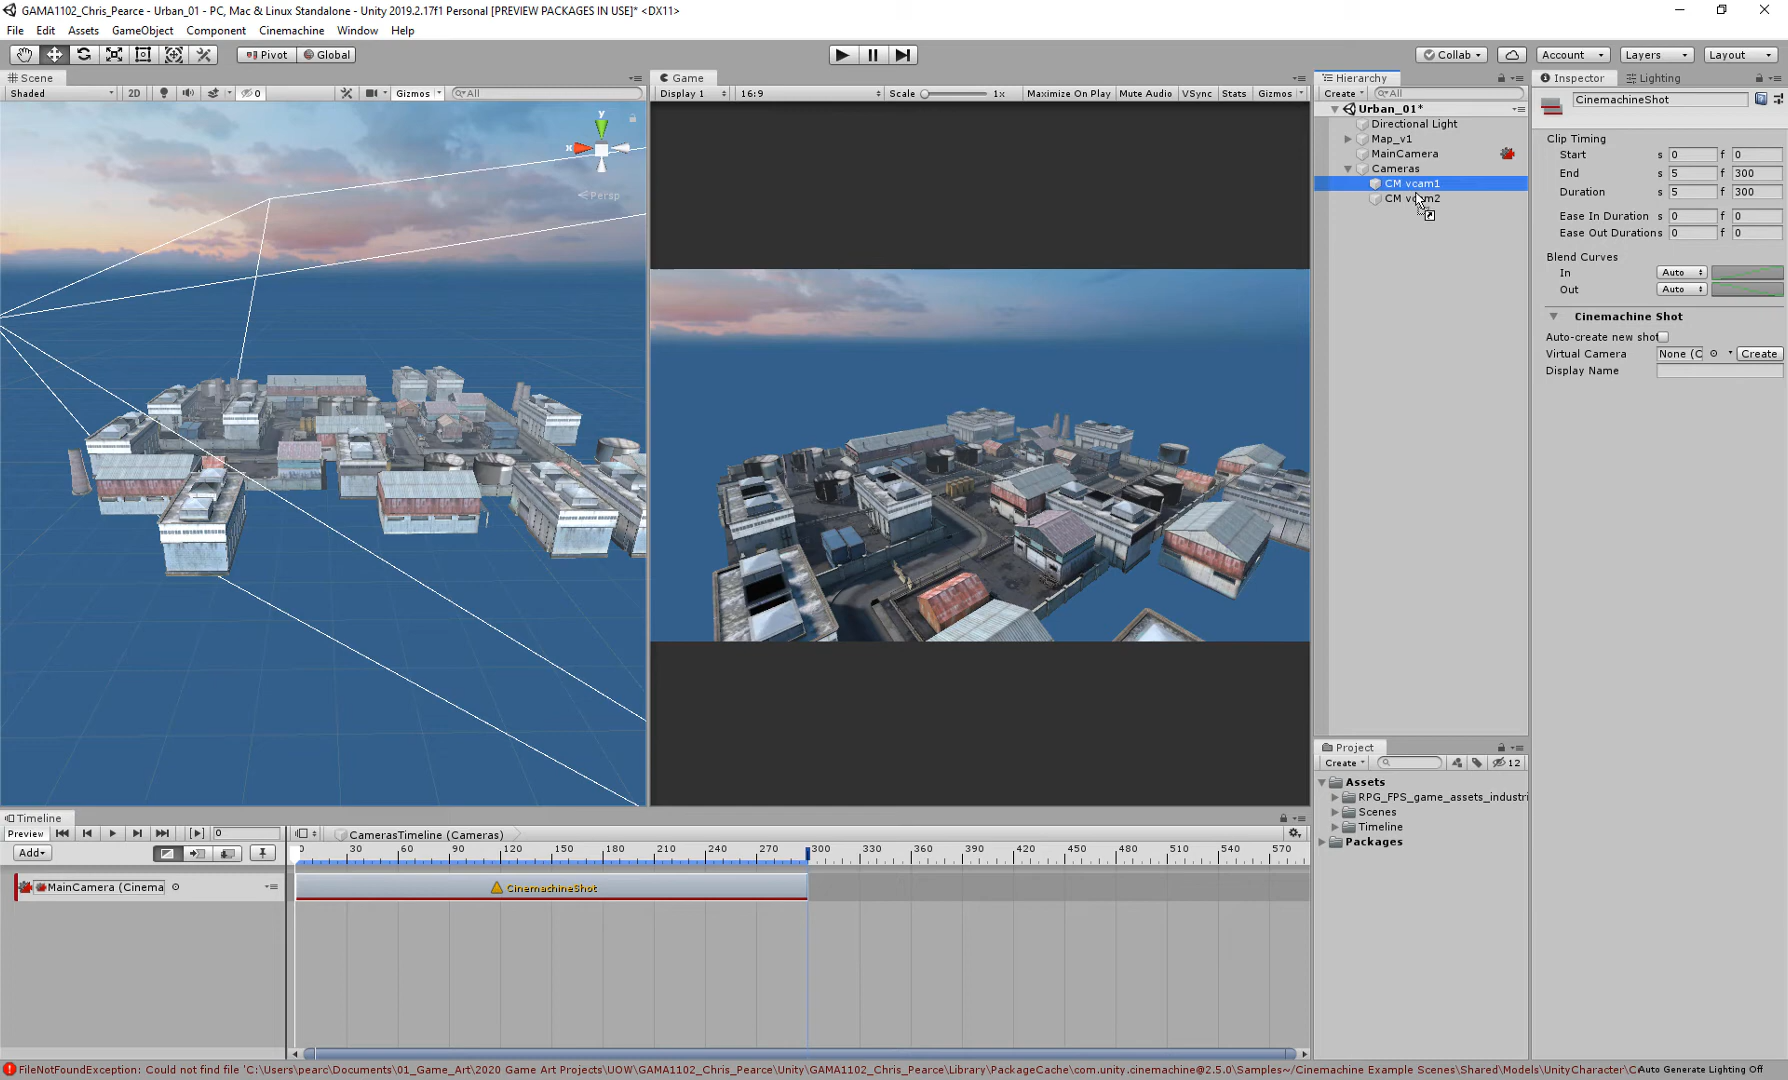 GAMA1102_Chris_Pearce - Urban_01 - PC, Mac & Linux Standalone - Unity 2019.2.17f1 Personal [PREVIEW PACKAGES IN USE]* <DX11>
File Edit Assets GameObject Component Cinemachine Window Help
Pivot Global Collab Account Layers Layout
Scene
Shaded 2D 0 Gizmos All
y
x
Persp
Game
Display 1 16:9 Scale 1x Maximize On Play Mute Audio VSync Stats Gizmos
Hierarchy
Create All
Urban_01*
Directional Light
Map_v1
MainCamera
Cameras
CM vcam1
CM vcam2
Project
Create 12
Assets
RPG_FPS_game_assets_industri
Scenes
Timeline
Packages
Inspector Lighting
CinemachineShot
Clip Timing
Start s 0 f 0
End s 5 f 300
Duration s 5 f 300
Ease In Duration s 0 f 0
Ease Out Duration s 0 f 0
Blend Curves
In Auto
Out Auto
Cinemachine Shot
Auto-create new shot
Virtual Camera None (C Create
Display Name
Timeline
Preview 0 CamerasTimeline (Cameras)
Add 0 30 60 90 120 150 180 210 240 270 300 330 360 390 420 450 480 510 540 570
MainCamera (Cinema CinemachineShot
FileNotFoundException: Could not find file 'C:\Users\pearc\Documents\01_Game_Art\2020 Game Art Projects\UOW\GAMA1102_Chris_Pearce\Unity\GAMA1102_Chris_Pearce\Library\PackageCache\com.unity.cinemachine@2.5.0\Samples~/Cinemachine Example Scenes\Shared\Models\UnityCharacter\C Auto Generate Lighting Off